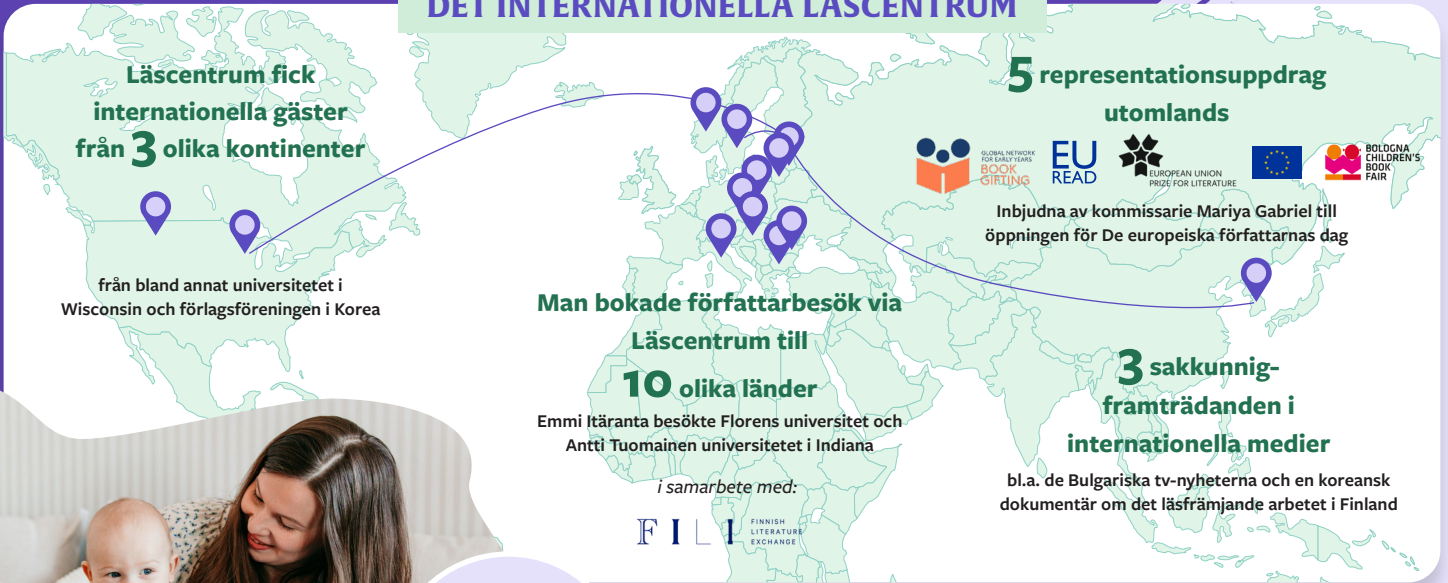 DET INTERNATIONELLA LÄSCENTRUM
Läscentrum fick
internationella gäster
från 3 olika kontinenter
från bland annat universitetet i
Wisconsin och förlagsföreningen i Korea
Man bokade författarbesök via
Läscentrum till
10 olika länder
Emmi Itäranta besökte Florens universitet och
Antti Tuomainen universitetet i Indiana
i samarbete med:
FILI
FINNISH
LITERATURE
EXCHANGE
5 representationsuppdrag
utomlands
GLOBAL NETWORK
FOR EARLY YEARS
BOOK
GIFTING
EU
READ
EUROPEAN UNION
PRIZE FOR LITERATURE
BOLOGNA
CHILDREN'S
BOOK
FAIR
Inbjudna av kommissarie Mariya Gabriel till
öppningen för De europeiska författarnas dag
3 sakkunnig-
framträdanden i
internationella medier
bl.a. de Bulgariska tv-nyheterna och en koreansk
dokumentär om det läsfrämjande arbetet i Finland